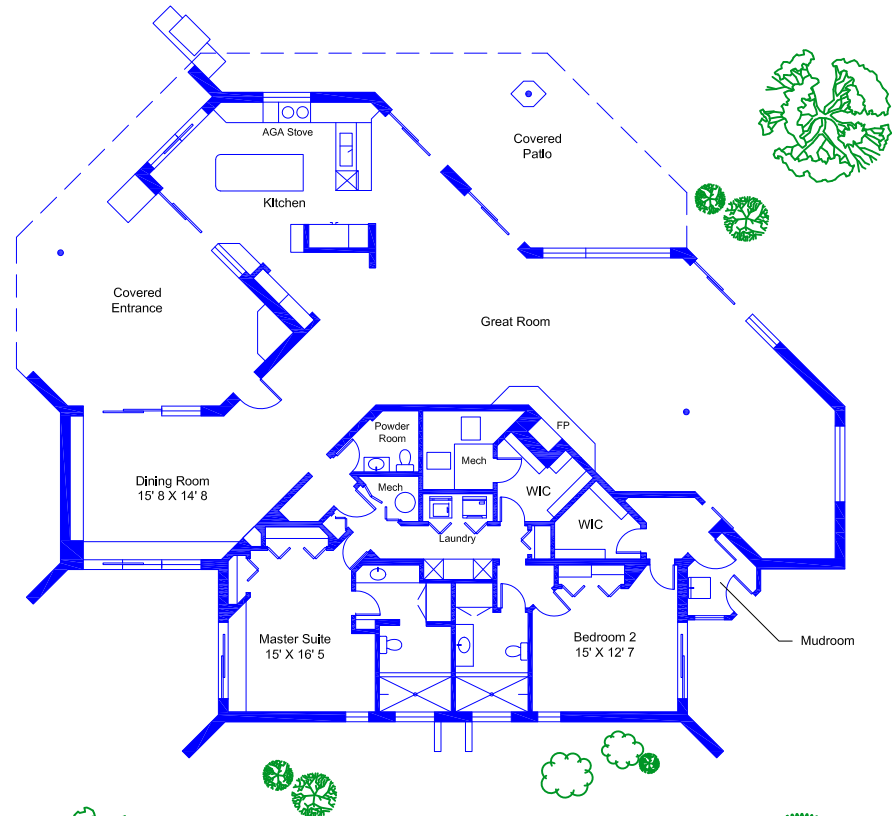 AGA Stove
Covered
Patio
Kitchen
Covered
Entrance
Great Room
Powder
Room
FP
Mech
Dining Room
15' 8 X 14' 8
Mech
WIC
WIC
Laundry
Master Suite
15' X 16' 5
Bedroom 2
15' X 12' 7
Mudroom